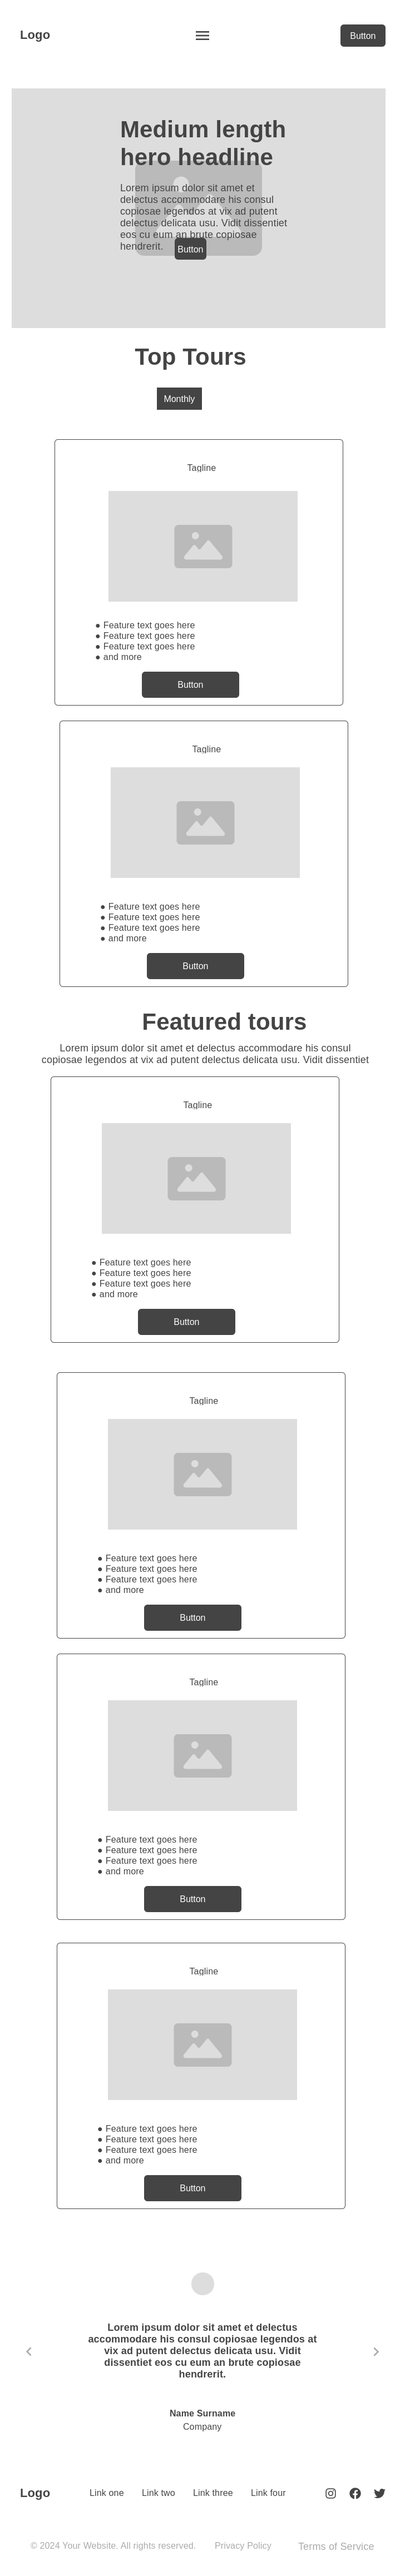 Logo
Button
Medium length
hero headline
Lorem ipsum dolor sit amet et
delectus accommodare his consul
copiosae legendos at vix ad putent
delectus delicata usu. Vidit dissentiet
eos cu eum an brute copiosae
hendrerit.
Button
Top Tours
Monthly
Tagline
● Feature text goes here
● Feature text goes here
● Feature text goes here
● and more
Button
Tagline
● Feature text goes here
● Feature text goes here
● Feature text goes here
● and more
Button
Featured tours
Lorem ipsum dolor sit amet et delectus accommodare his consul
copiosae legendos at vix ad putent delectus delicata usu. Vidit dissentiet
Tagline
● Feature text goes here
● Feature text goes here
● Feature text goes here
● and more
Button
Tagline
● Feature text goes here
● Feature text goes here
● Feature text goes here
● and more
Button
Tagline
● Feature text goes here
● Feature text goes here
● Feature text goes here
● and more
Button
Tagline
● Feature text goes here
● Feature text goes here
● Feature text goes here
● and more
Button
Lorem ipsum dolor sit amet et delectus
accommodare his consul copiosae legendos at
vix ad putent delectus delicata usu. Vidit
dissentiet eos cu eum an brute copiosae
hendrerit.
Name Surname
Company
Logo Link one Link two Link three Link four
© 2024 Your Website. All rights reserved. Privacy Policy Terms of Service